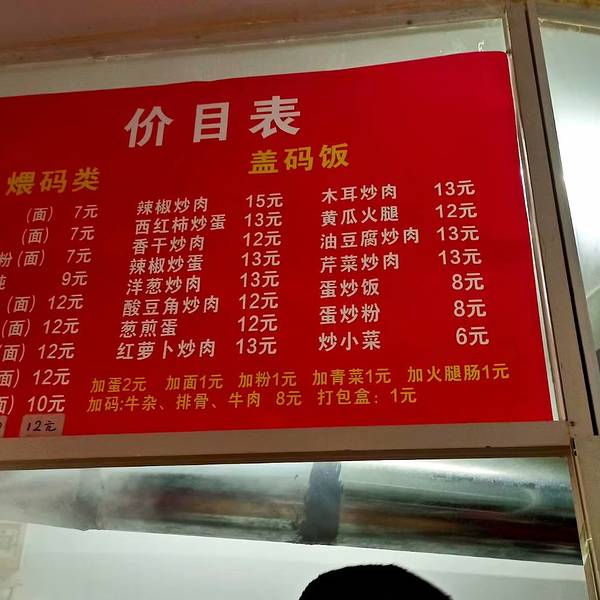 价目表
煨码类
盖码饭
(面) 7元
(面) 7元
粉(面) 7元
9元
(面) 12元
(面) 12元
(面) 12元
面) 12元
面) 10元
12元
辣椒炒肉 15元
西红柿炒蛋 13元
香干炒肉 12元
辣椒炒蛋 13元
洋葱炒肉 13元
酸豆角炒肉 12元
葱煎蛋 12元
红萝卜炒肉 13元
木耳炒肉 13元
黄瓜火腿 12元
油豆腐炒肉 13元
芹菜炒肉 13元
蛋炒饭 8元
蛋炒粉 8元
炒小菜 6元
加蛋2元 加面1元 加粉1元 加青菜1元 加火腿肠1元
加码:牛杂、排骨、牛肉 8元 打包盒：1元